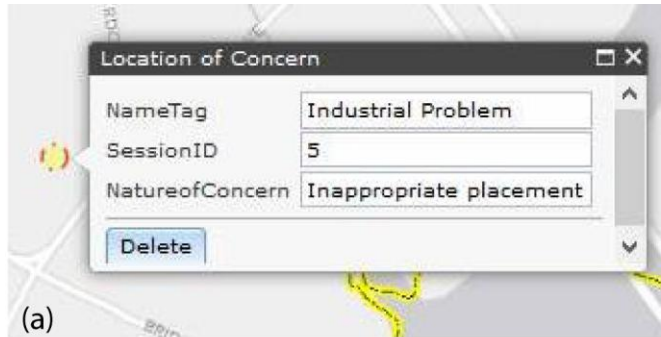 Location of Concern
NameTag Industrial Problem
SessionID 5
NatureofConcern Inappropriate placement
Delete
(a)